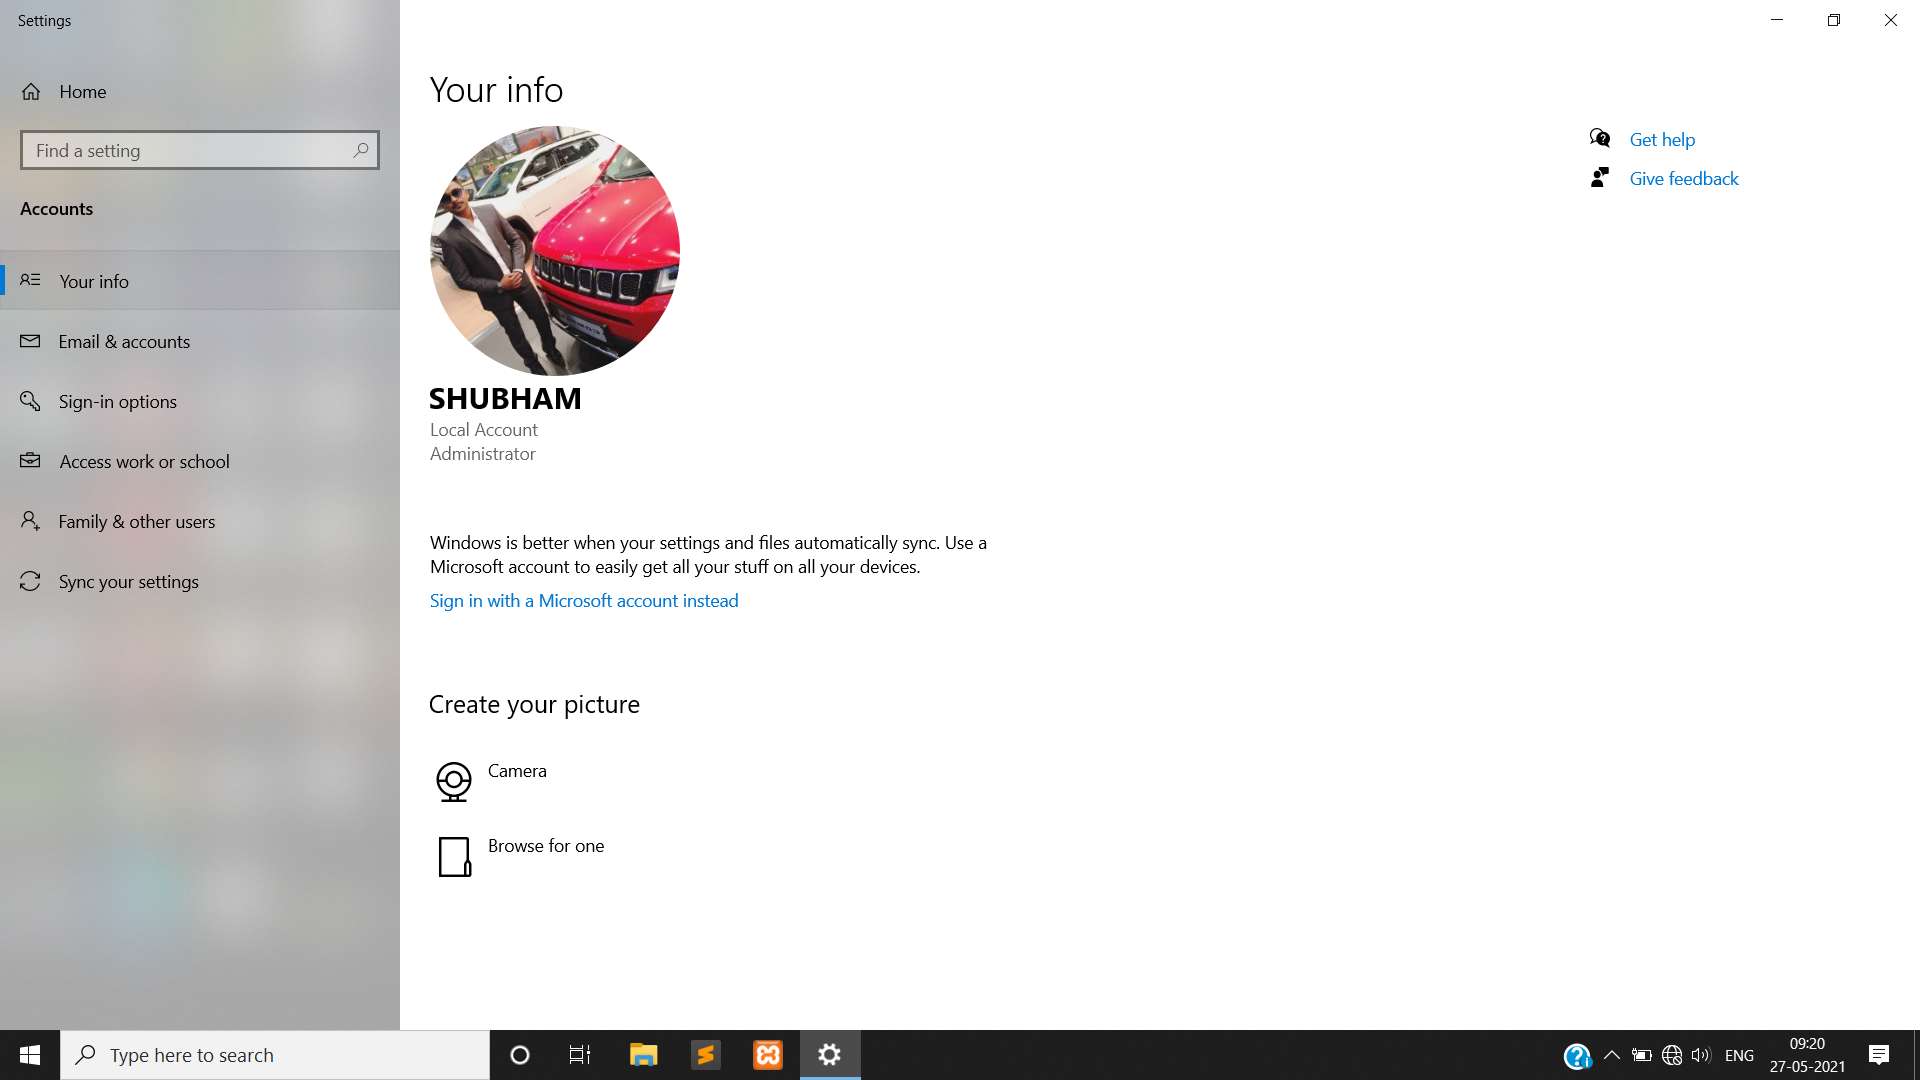 Settings
Home
Find a setting
Accounts
Your info
Email & accounts
Sign-in options
Access work or school
Family & other users
Sync your settings
Your info
SHUBHAM
Local Account
Administrator
Windows is better when your settings and files automatically sync. Use a
Microsoft account to easily get all your stuff on all your devices.
Sign in with a Microsoft account instead
Create your picture
Camera
Browse for one
Get help
Give feedback
Type here to search
ENG
09:20
27-05-2021